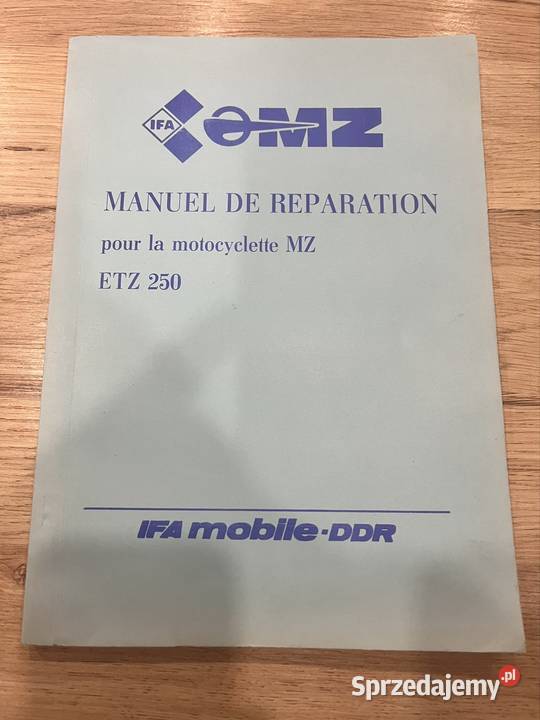 IFA MZ
MANUEL DE REPARATION
pour la motocyclette MZ
ETZ 250
IFA mobile-DDR
Sprzedajemy.pl